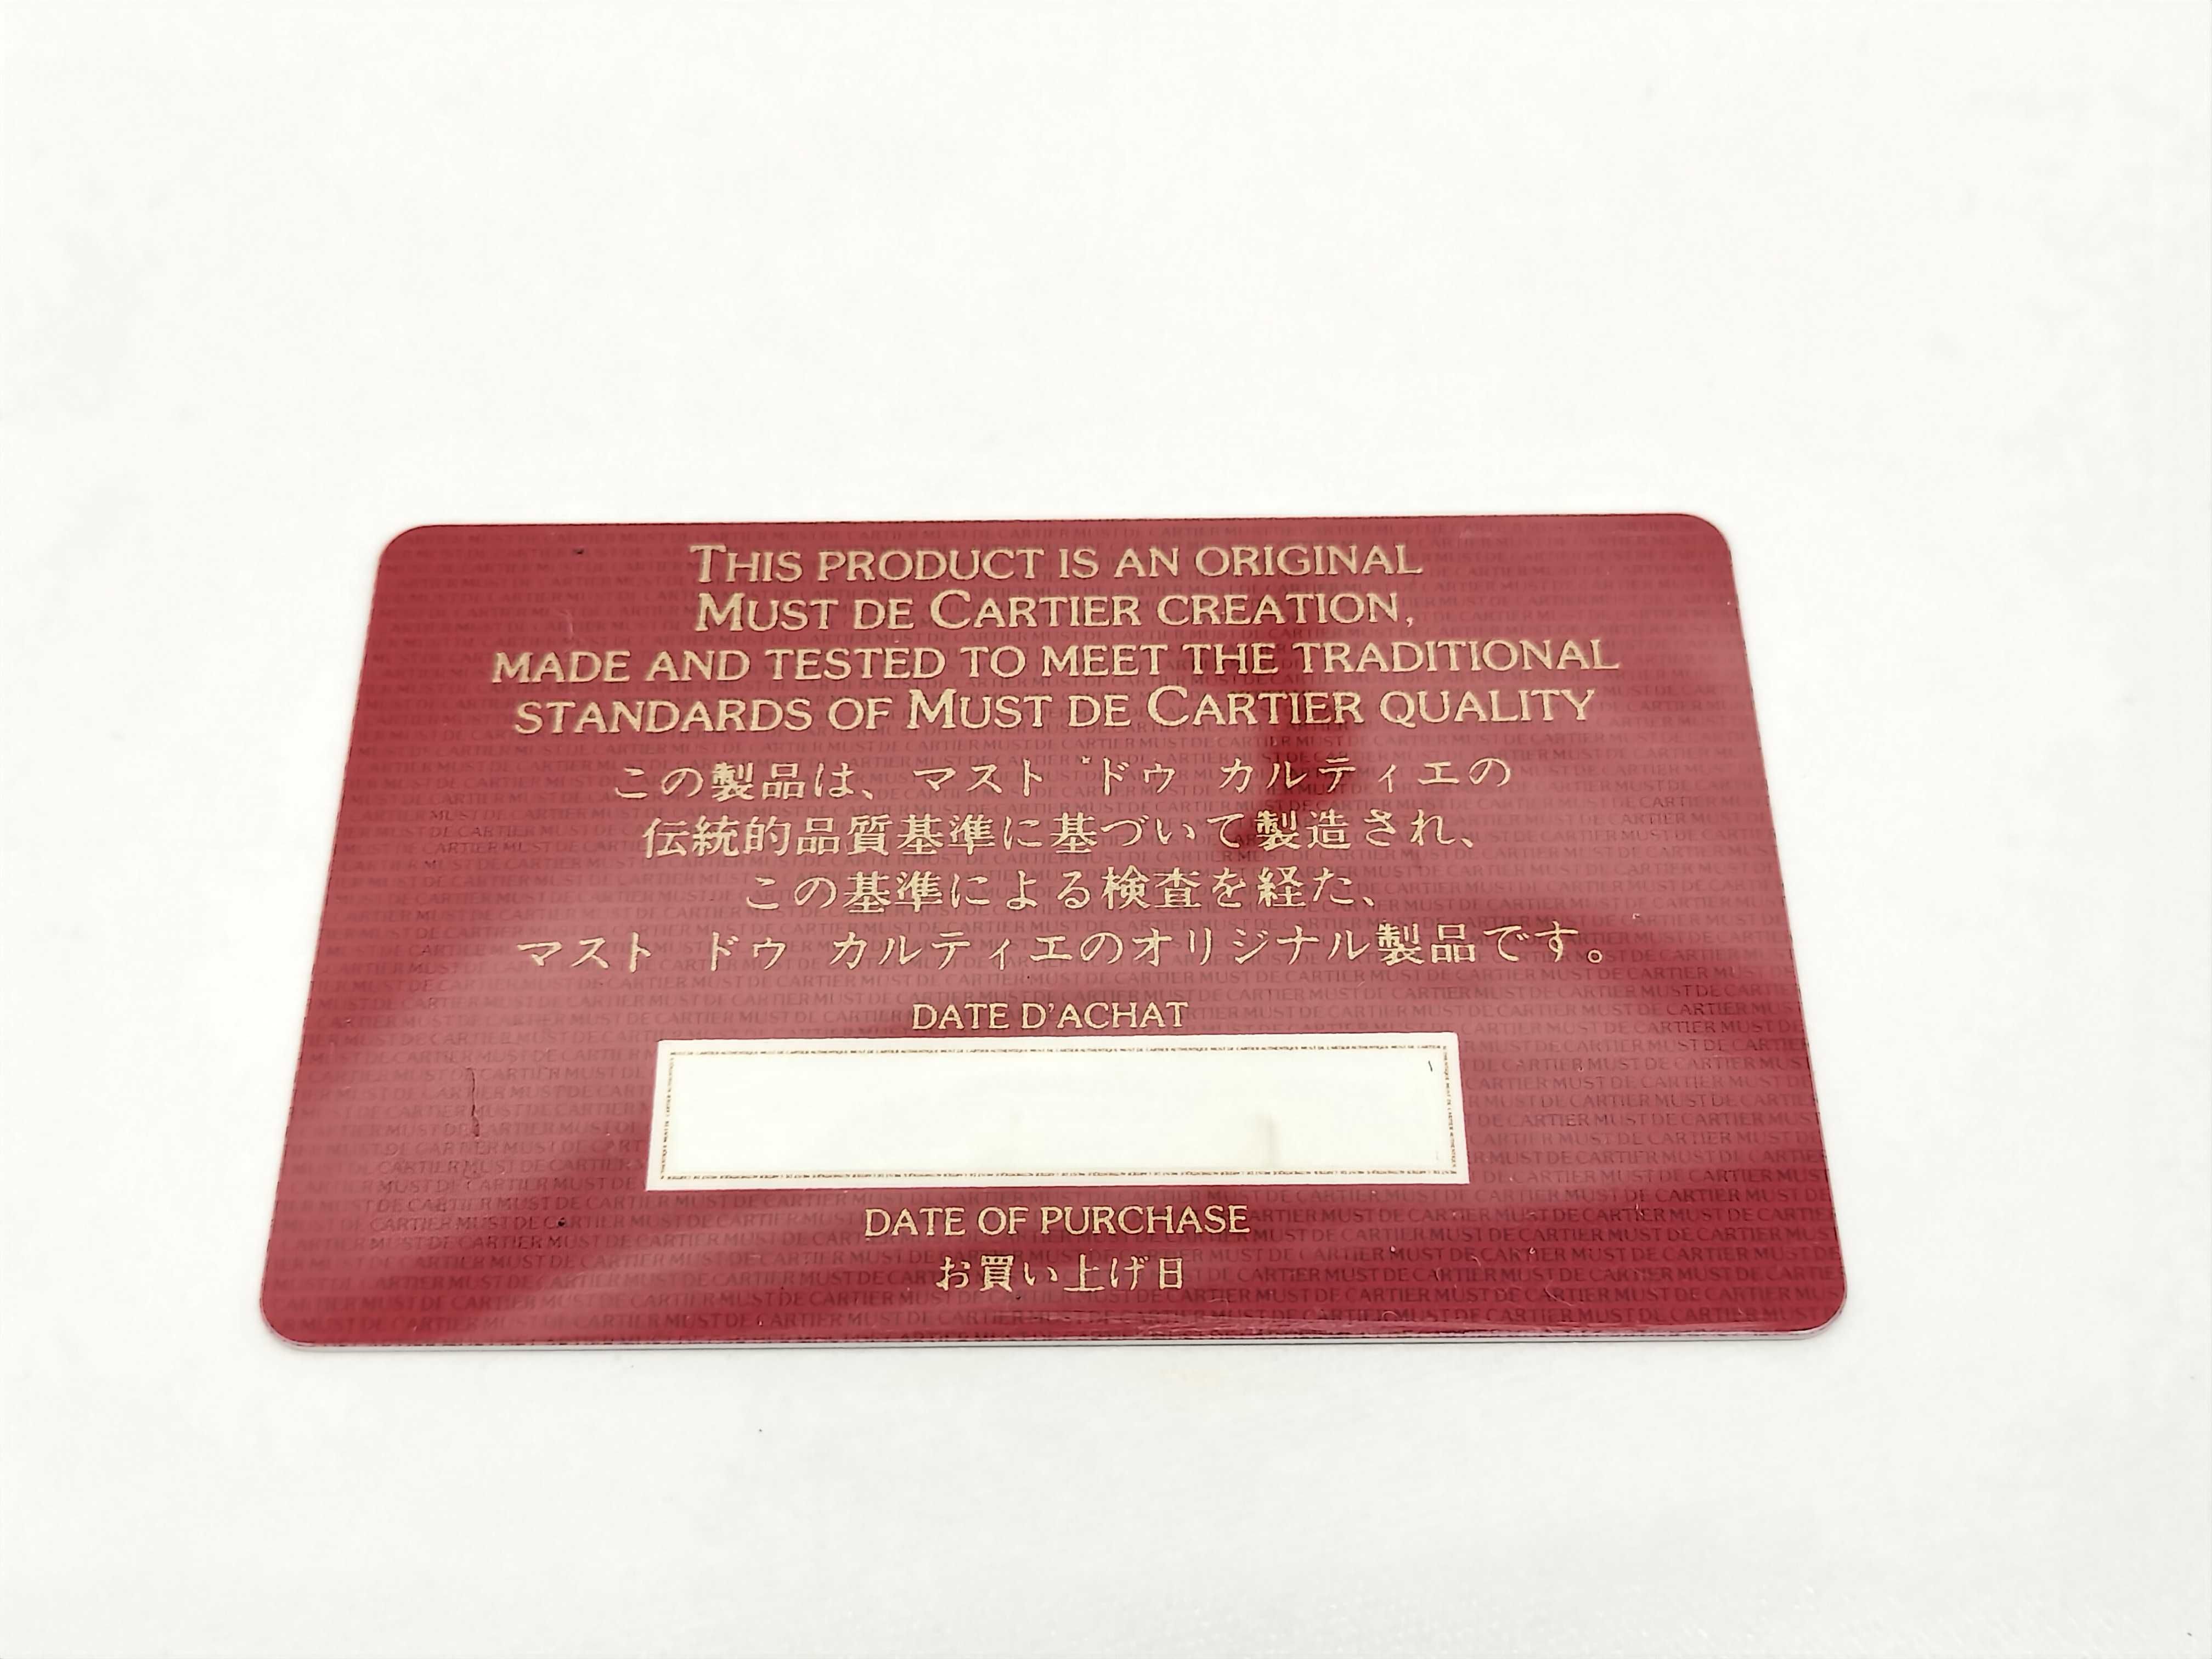 THIS PRODUCT IS AN ORIGINAL
MUST DE CARTIER CREATION,
MADE AND TESTED TO MEET THE TRADITIONAL
STANDARDS OF MUST DE CARTIER QUALITY
この製品は、マスト ドゥ カルティエの
伝統的品質基準に基づいて製造され、
この基準による検査を経た、
マスト ドゥ カルティエのオリジナル製品です。
DATE D'ACHAT
DATE OF PURCHASE
お買い上げ日